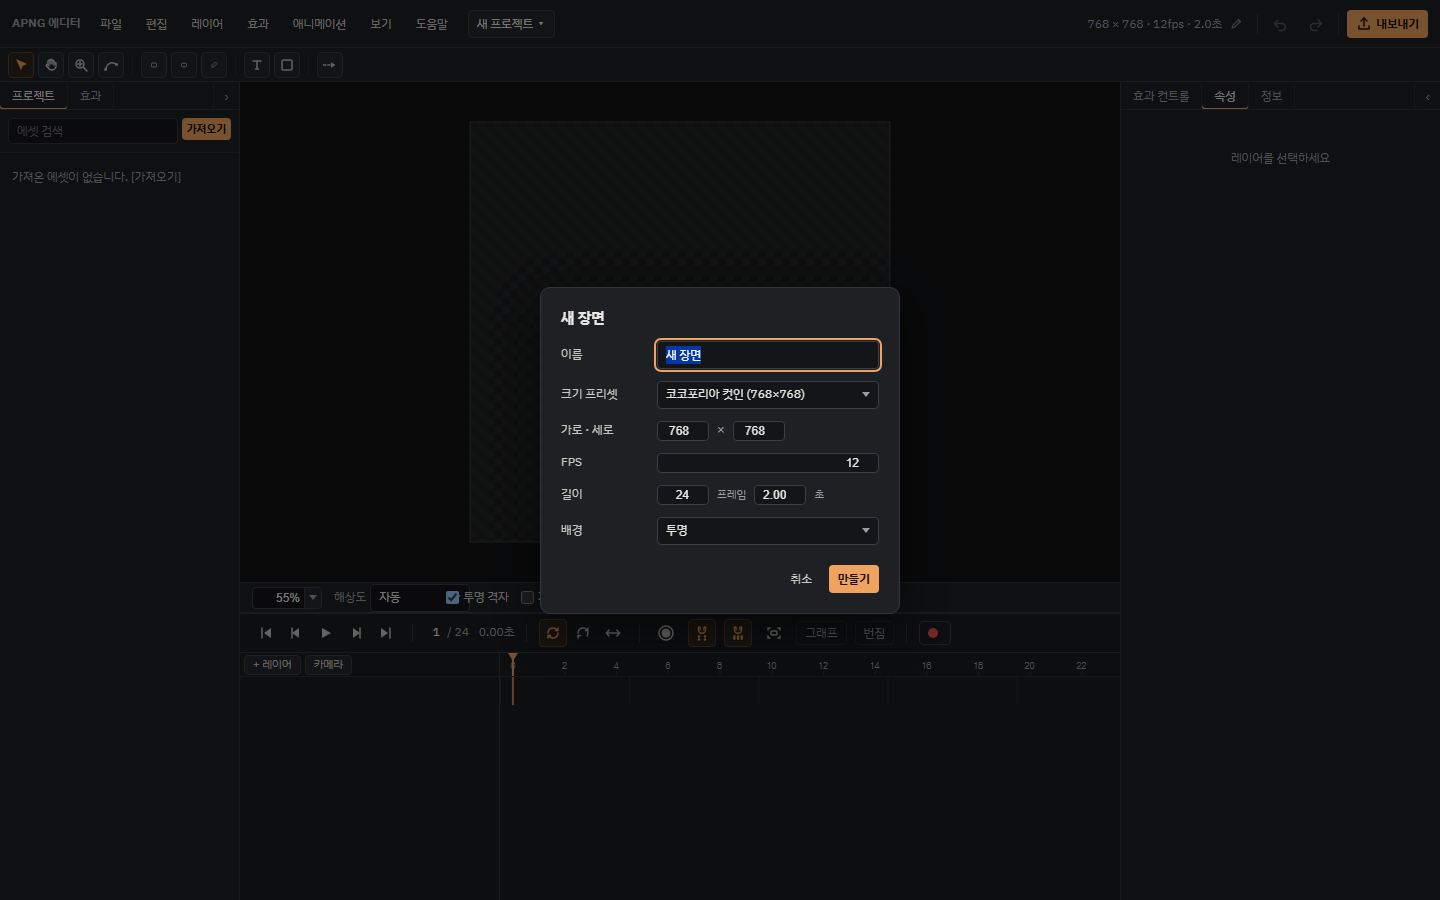 APNG 에디터 파일 편집 레이어 효과 애니메이션 보기 도움말 새 프로젝트 768 × 768 · 12fps · 2.0초 내보내기
프로젝트 효과
에셋 검색 가져오기
가져온 에셋이 없습니다. [가져오기]
효과 컨트롤 속성 정보
레이어를 선택하세요
새 장면
이름 새 장면
크기 프리셋 코코포리아 컷인 (768×768)
가로 · 세로 768 × 768
FPS 12
길이 24 프레임 2.00 초
배경 투명
취소 만들기
55% 해상도 자동 투명 격자
1 / 24 0.00초 그래프 번짐
+ 레이어 카메라 2 4 6 8 10 12 14 16 18 20 22